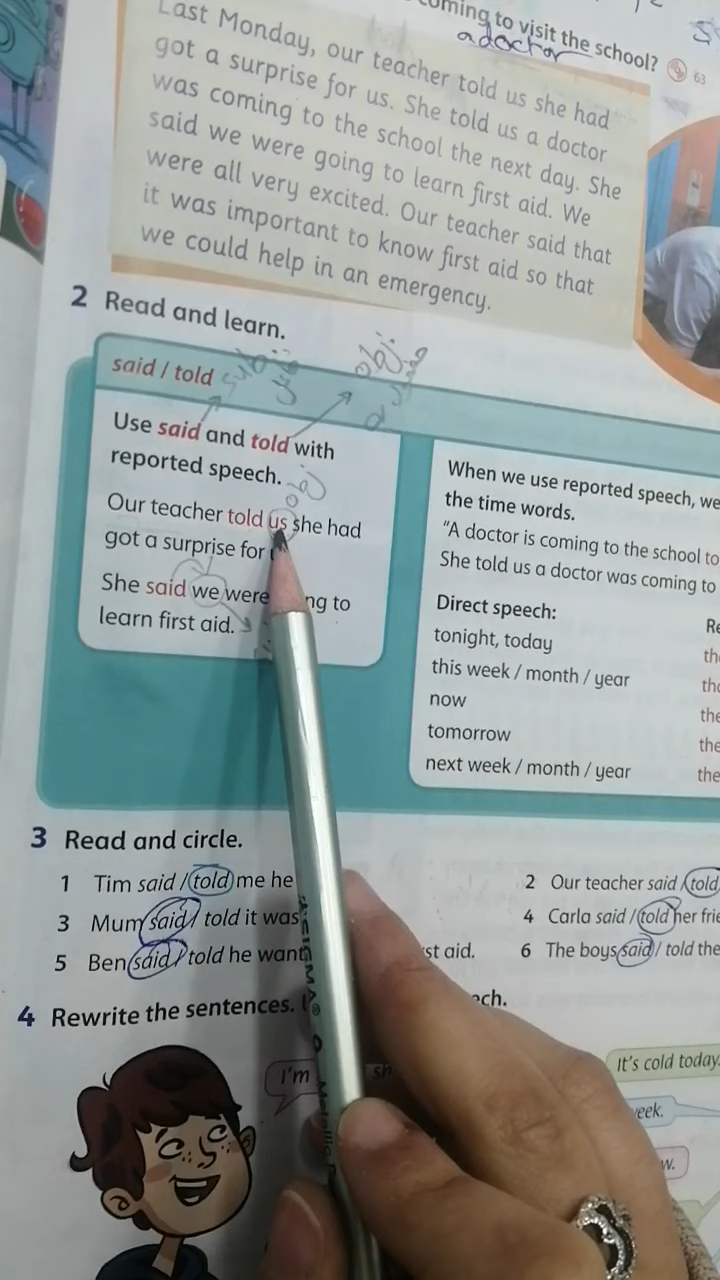 coming to visit the school?
a doctor
63
Last Monday, our teacher told us she had
got a surprise for us. She told us a doctor
was coming to the school the next day. She
said we were going to learn first aid. We
were all very excited. Our teacher said that
it was important to know first aid so that
we could help in an emergency.
2 Read and learn.
said / told
obj
Use said and told with
reported speech.
obj
Our teacher told us she had
got a surprise for
She said we were ng to
learn first aid.
When we use reported speech, we
the time words.
"A doctor is coming to the school to
She told us a doctor was coming to
Direct speech:
tonight, today
this week / month / year
now
tomorrow
next week / month / year
3 Read and circle.
1 Tim said / told me he
2 Our teacher said / told
3 Mum said / told it was
4 Carla said / told her frie
5 Ben said / told he want st aid.
6 The boys said / told the
4 Rewrite the sentences. ech.
I'm sh
It's cold today.
eek.
w.